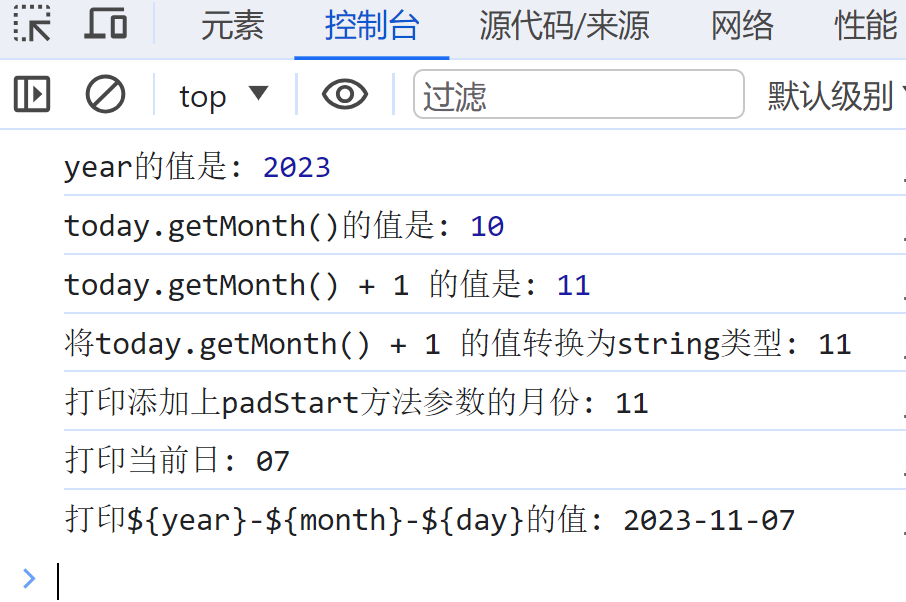 元素 控制台 源代码/来源 网络 性能
top 过滤 默认级别
year的值是: 2023
today.getMonth()的值是: 10
today.getMonth() + 1 的值是: 11
将today.getMonth() + 1 的值转换为string类型: 11
打印添加上padStart方法参数的月份: 11
打印当前日: 07
打印${year}-${month}-${day}的值: 2023-11-07